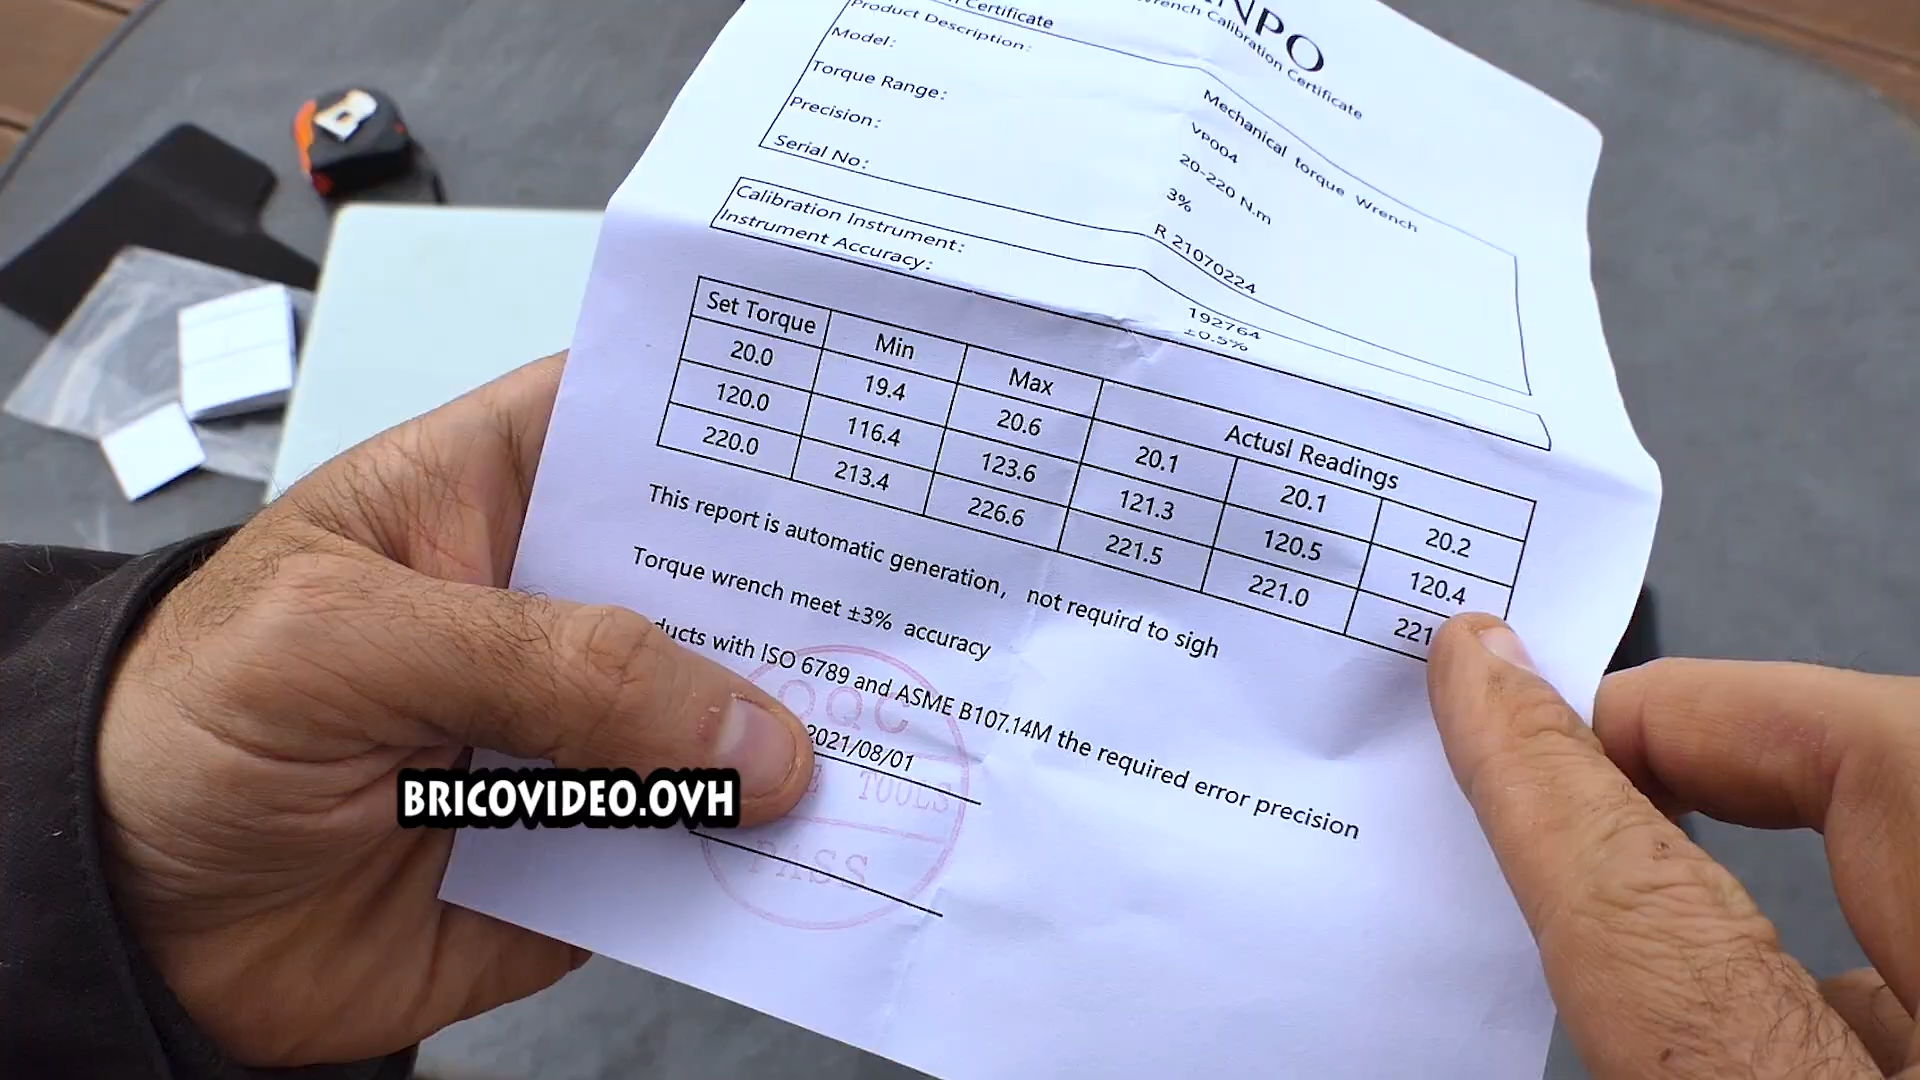 NPO
Wrench Calibration Certificate
Certificate
Product Description: Mechanical torque Wrench
Model: VP004
Torque Range: 20-220 N.m
Precision: 3%
Serial No: R 21070224
Calibration Instrument: 192764
Instrument Accuracy: ±0.5%
Set Torque Min Max Actusl Readings
20.0 19.4 20.6 20.1 20.1 20.2
120.0 116.4 123.6 121.3 120.5 120.4
220.0 213.4 226.6 221.5 221.0 221
This report is automatic generation, not requird to sigh
Torque wrench meet ±3% accuracy
ducts with ISO 6789 and ASME B107.14M the required error precision
QC
2021/08/01
TOOLS
PASS
BRICOVIDEO.OVH